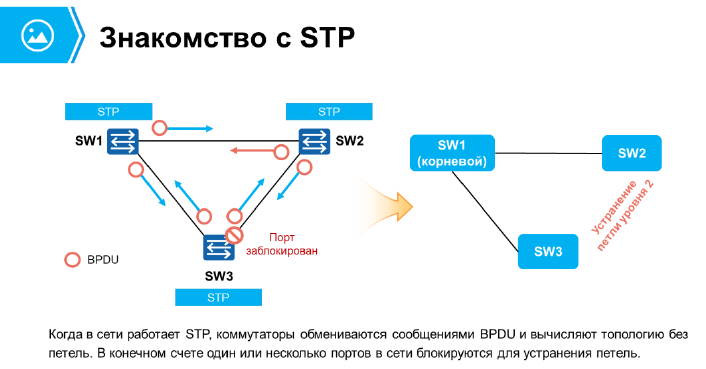 Знакомство с STP
STP
STP
SW1
SW2
SW1
(корневой)
SW2
Устранение
петли уровня 2
Порт
заблокирован
SW3
BPDU
SW3
STP
Когда в сети работает STP, коммутаторы обмениваются сообщениями BPDU и вычисляют топологию без
петель. В конечном счете один или несколько портов в сети блокируются для устранения петель.